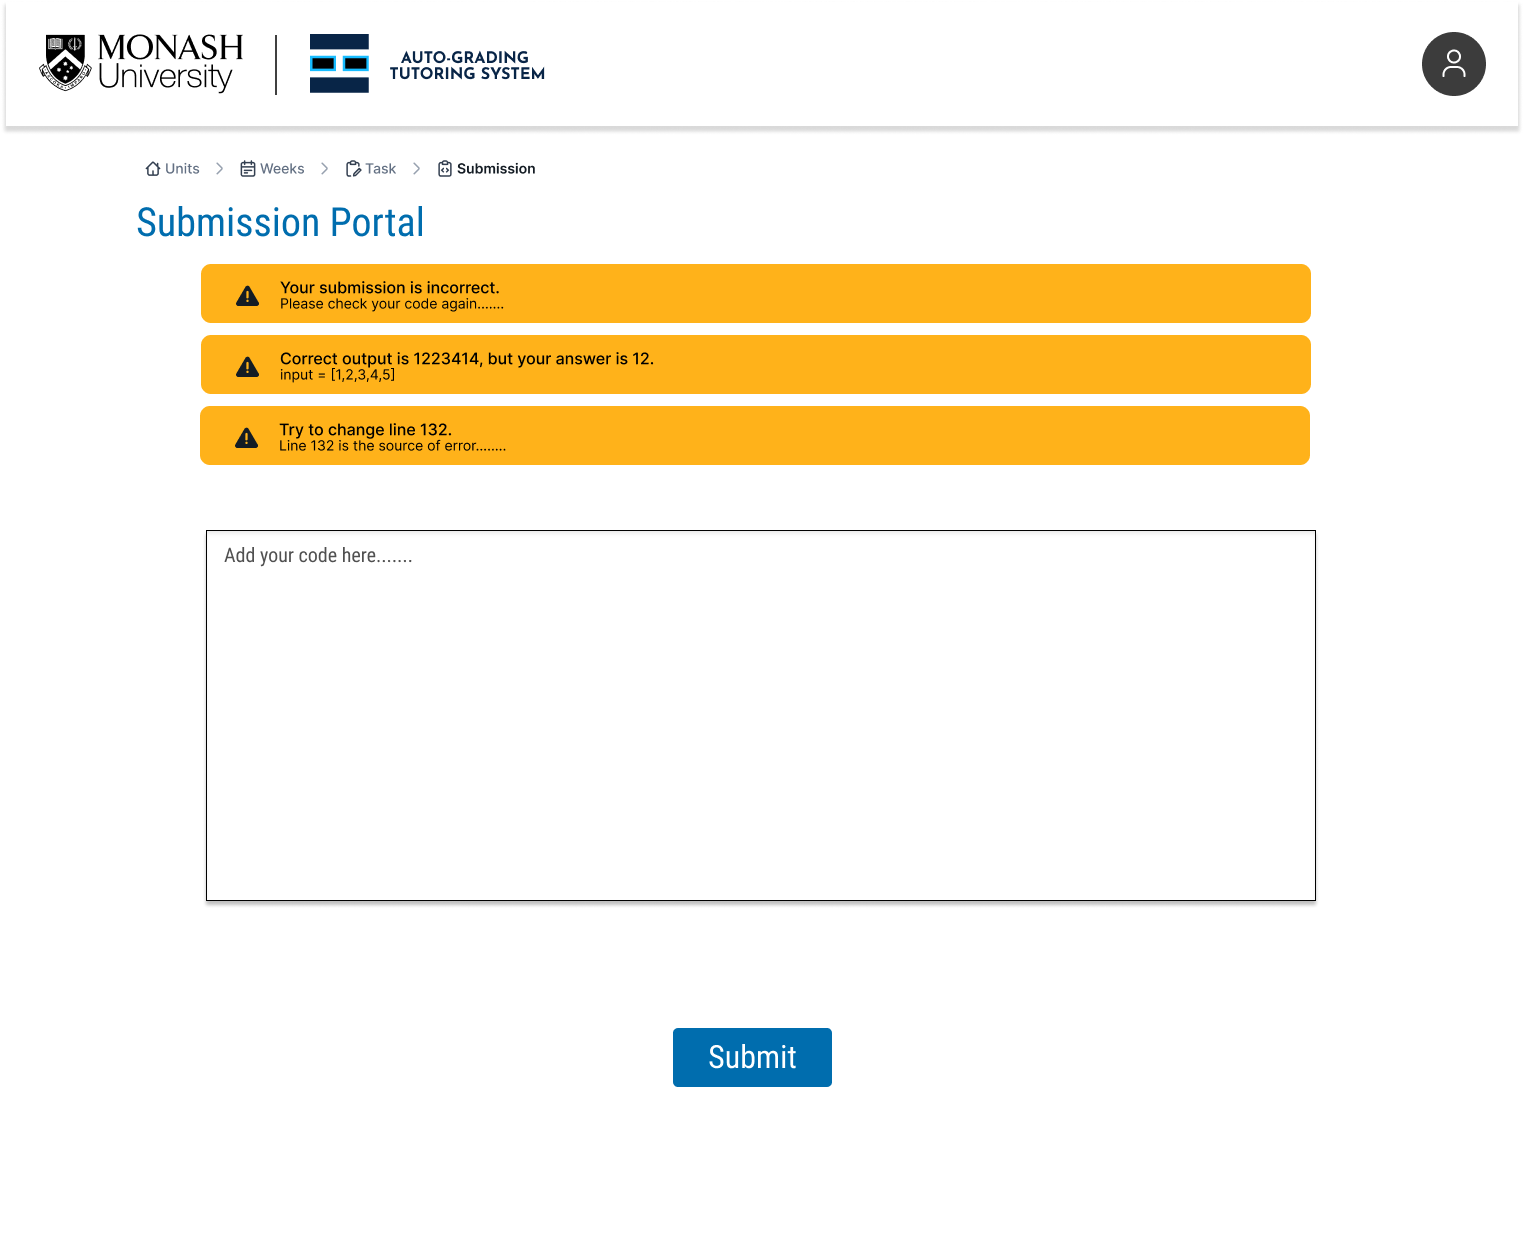 MONASH
University
AUTO-GRADING
TUTORING SYSTEM
Units
Weeks
Task
Submission
Submission Portal
Your submission is incorrect.
Please check your code again.......
Correct output is 1223414, but your answer is 12.
input = [1,2,3,4,5]
Try to change line 132.
Line 132 is the source of error........
Add your code here.......
Submit